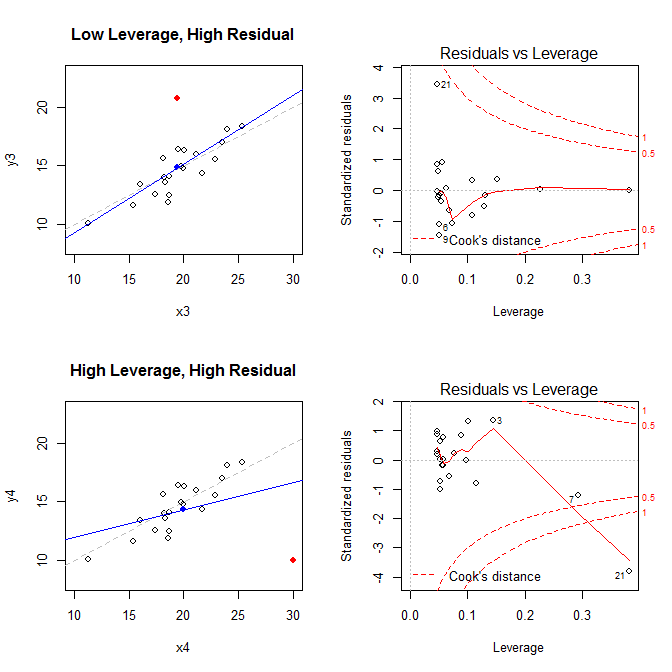 Low Leverage, High Residual
y3
20
15
10
10 15 20 25 30
x3
Residuals vs Leverage
Standardized residuals
4
3
2
1
0
-1
-2
21
6
9
Cook's distance
1
0.5
0.5
1
0.0 0.1 0.2 0.3
Leverage
High Leverage, High Residual
y4
20
15
10
10 15 20 25 30
x4
Residuals vs Leverage
Standardized residuals
2
1
0
-1
-2
-3
-4
3
7
21
Cook's distance
1
0.5
0.5
1
0.0 0.1 0.2 0.3
Leverage